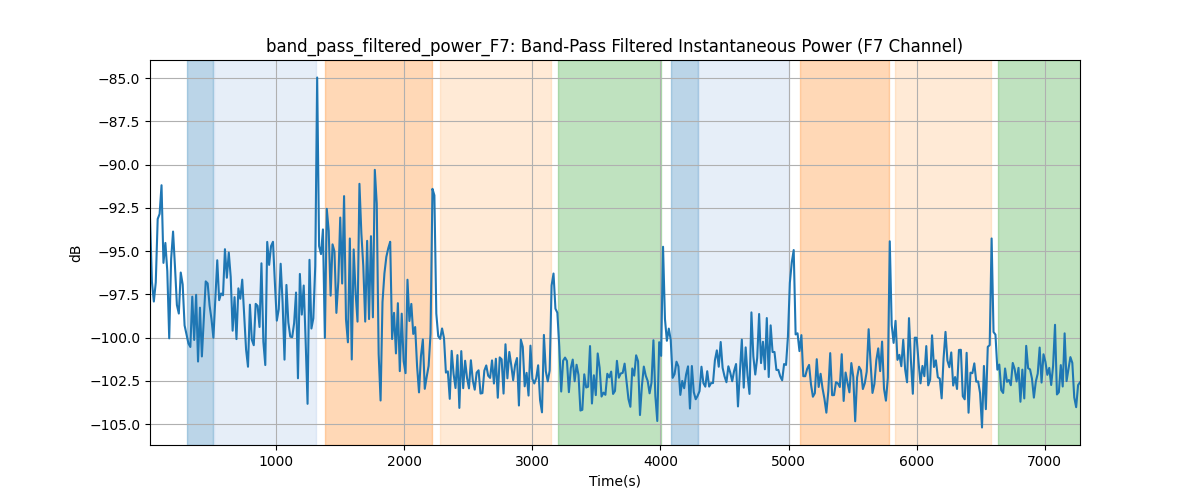 band_pass_filtered_power_F7: Band-Pass Filtered Instantaneous Power (F7 Channel)
−85.0
−87.5
−90.0
−92.5
−95.0
−97.5
−100.0
−102.5
−105.0
dB
1000 2000 3000 4000 5000 6000 7000
Time(s)